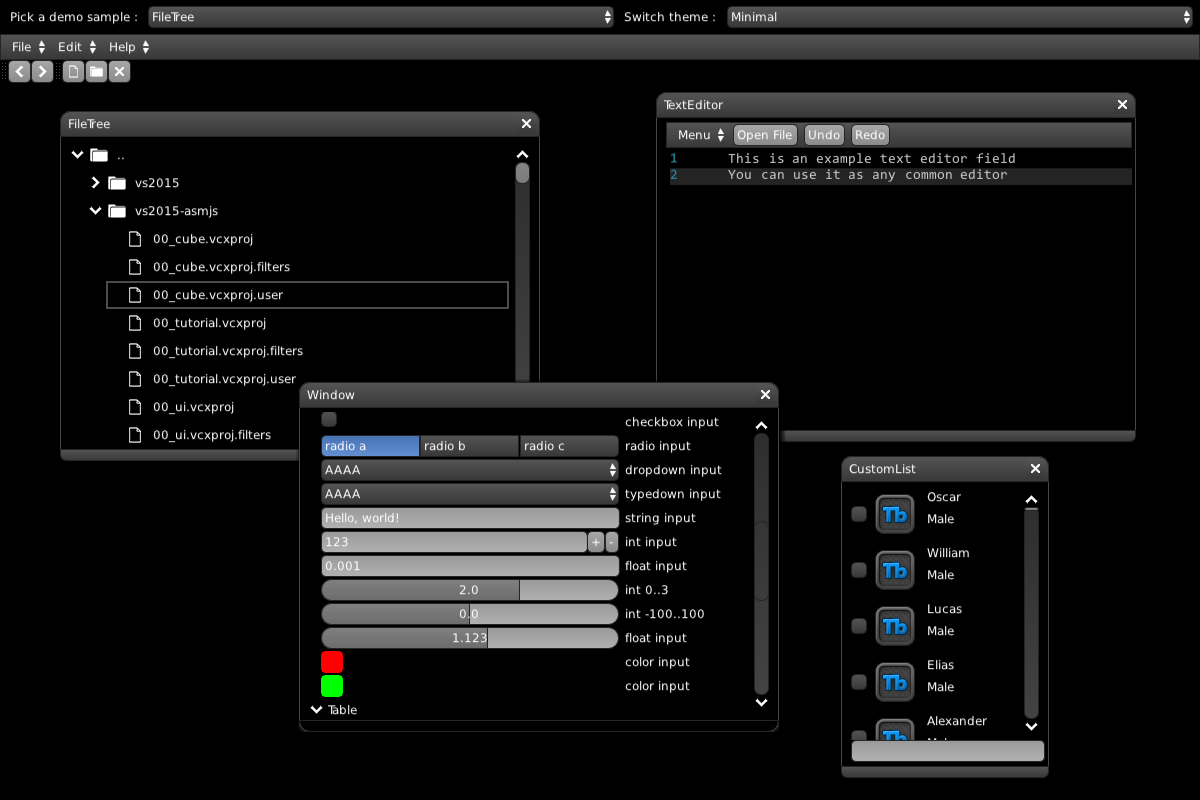 Pick a demo sample : FileTree Switch theme : Minimal
File Edit Help
FileTree
..
vs2015
vs2015-asmjs
00_cube.vcxproj
00_cube.vcxproj.filters
00_cube.vcxproj.user
00_tutorial.vcxproj
00_tutorial.vcxproj.filters
00_tutorial.vcxproj.user
00_ui.vcxproj
00_ui.vcxproj.filters
TextEditor
Menu Open File Undo Redo
1 This is an example text editor field
2 You can use it as any common editor
Window
checkbox input
radio a radio b radio c radio input
AAAA dropdown input
AAAA typedown input
Hello, world! string input
123 + - int input
0.001 float input
2.0 int 0..3
0.0 int -100..100
1.123 float input
color input
color input
Table
CustomList
Oscar
Male
Tb
William
Male
Tb
Lucas
Male
Tb
Elias
Male
Tb
Alexander
Tb